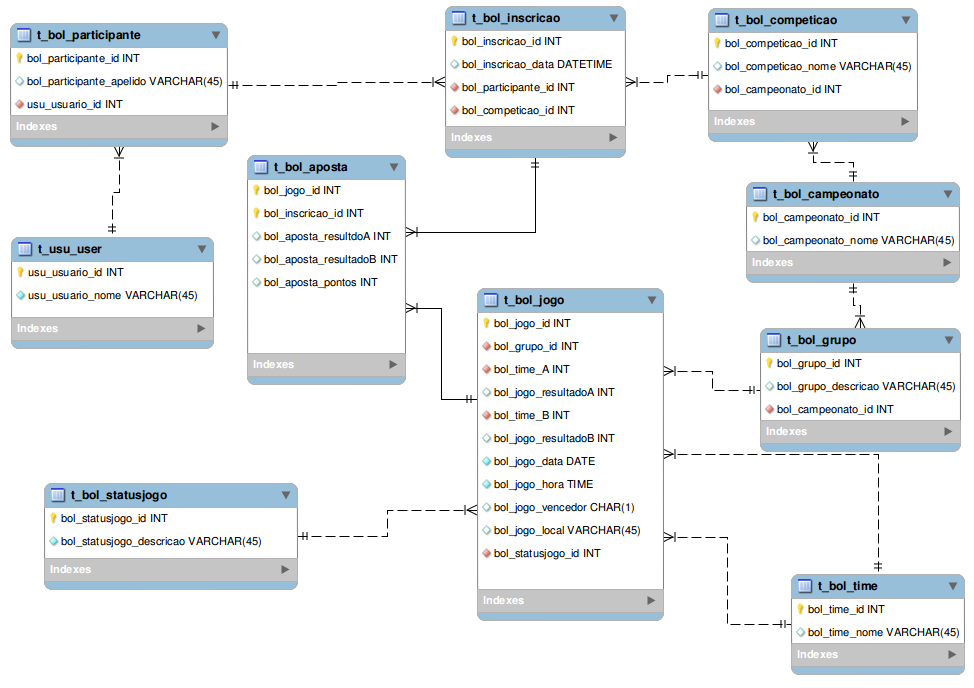 t_bol_participante
bol_participante_id INT
bol_participante_apelido VARCHAR(45)
usu_usuario_id INT
Indexes
t_bol_inscricao
bol_inscricao_id INT
bol_inscricao_data DATETIME
bol_participante_id INT
bol_competicao_id INT
Indexes
t_bol_competicao
bol_competicao_id INT
bol_competicao_nome VARCHAR(45)
bol_campeonato_id INT
Indexes
t_bol_aposta
bol_jogo_id INT
bol_inscricao_id INT
bol_aposta_resultdoA INT
bol_aposta_resultadoB INT
bol_aposta_pontos INT
Indexes
t_bol_campeonato
bol_campeonato_id INT
bol_campeonato_nome VARCHAR(45)
Indexes
t_usu_user
usu_usuario_id INT
usu_usuario_nome VARCHAR(45)
Indexes
t_bol_jogo
bol_jogo_id INT
bol_grupo_id INT
bol_time_A INT
bol_jogo_resultadoA INT
bol_time_B INT
bol_jogo_resultadoB INT
bol_jogo_data DATE
bol_jogo_hora TIME
bol_jogo_vencedor CHAR(1)
bol_jogo_local VARCHAR(45)
bol_statusjogo_id INT
Indexes
t_bol_grupo
bol_grupo_id INT
bol_grupo_descricao VARCHAR(45)
bol_campeonato_id INT
Indexes
t_bol_statusjogo
bol_statusjogo_id INT
bol_statusjogo_descricao VARCHAR(45)
Indexes
t_bol_time
bol_time_id INT
bol_time_nome VARCHAR(45)
Indexes